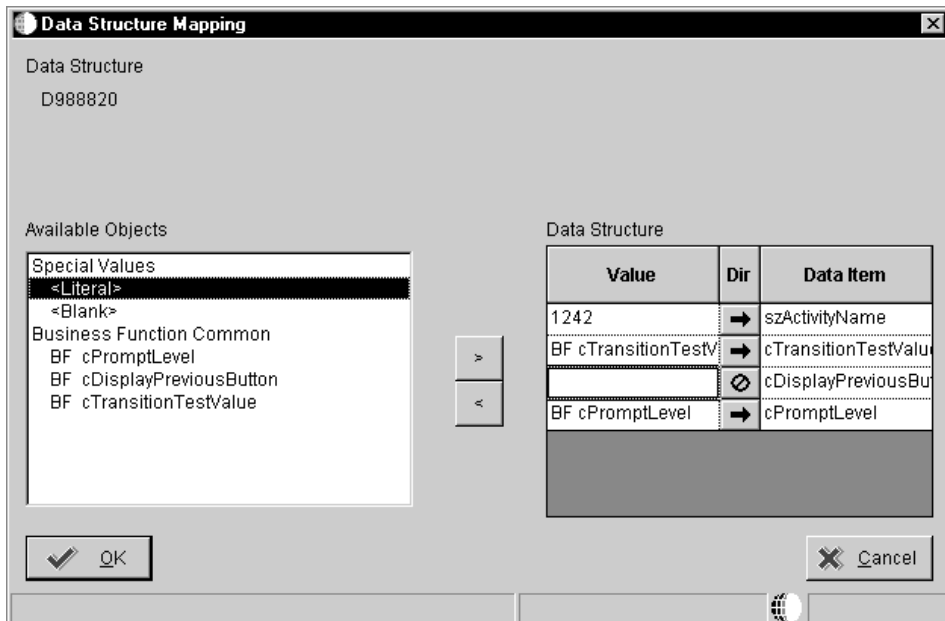 Data Structure Mapping
Data Structure
D988820
Available Objects
Special Values
<Literal>
<Blank>
Business Function Common
BF cPromptLevel
BF cDisplayPreviousButton
BF cTransitionTestValue
>
<
Data Structure
Value Dir Data Item
1242 szActivityName
BF cTransitionTestV cTransitionTestValu
cDisplayPreviousBu
BF cPromptLevel cPromptLevel
OK
Cancel